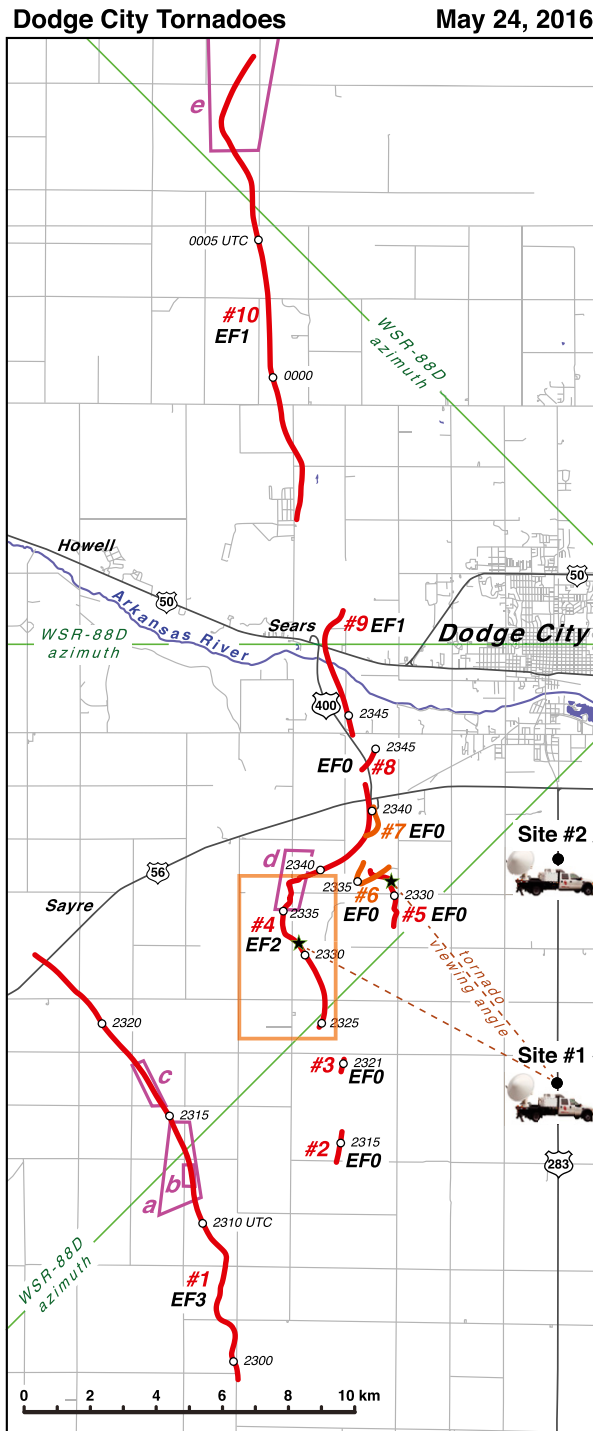 Dodge City Tornadoes May 24, 2016
e
0005 UTC
#10
EF1
WSR-88D
azimuth
0000
Howell
50
50
Arkansas River
Sears
#9 EF1
Dodge City
WSR-88D
azimuth
400
2345
2345
EF0 #8
2340
#7 EF0
Site #2
d
2340
56
2335
#6
2330
Sayre
2335
EF0
#5 EF0
#4
EF2
2330
tornado
viewing angle
2325
2320
Site #1
#3 2321
EF0
c
2315
2315
#2
EF0
283
b
a
2310 UTC
WSR-88D
azimuth
#1
EF3
2300
0 2 4 6 8 10 km